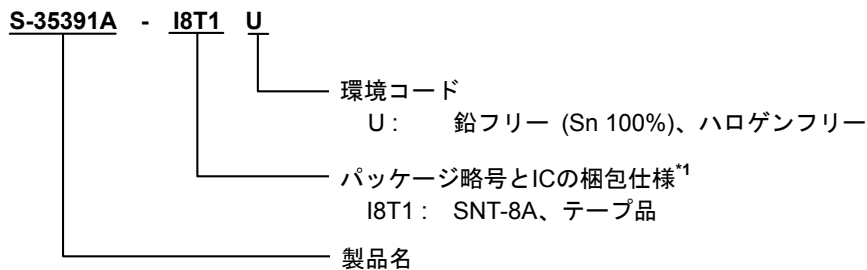 S-35391A - I8T1 U
環境コード
U : 鉛フリー (Sn 100%)、ハロゲンフリー
パッケージ略号とICの梱包仕様*1
I8T1 : SNT-8A、テープ品
製品名